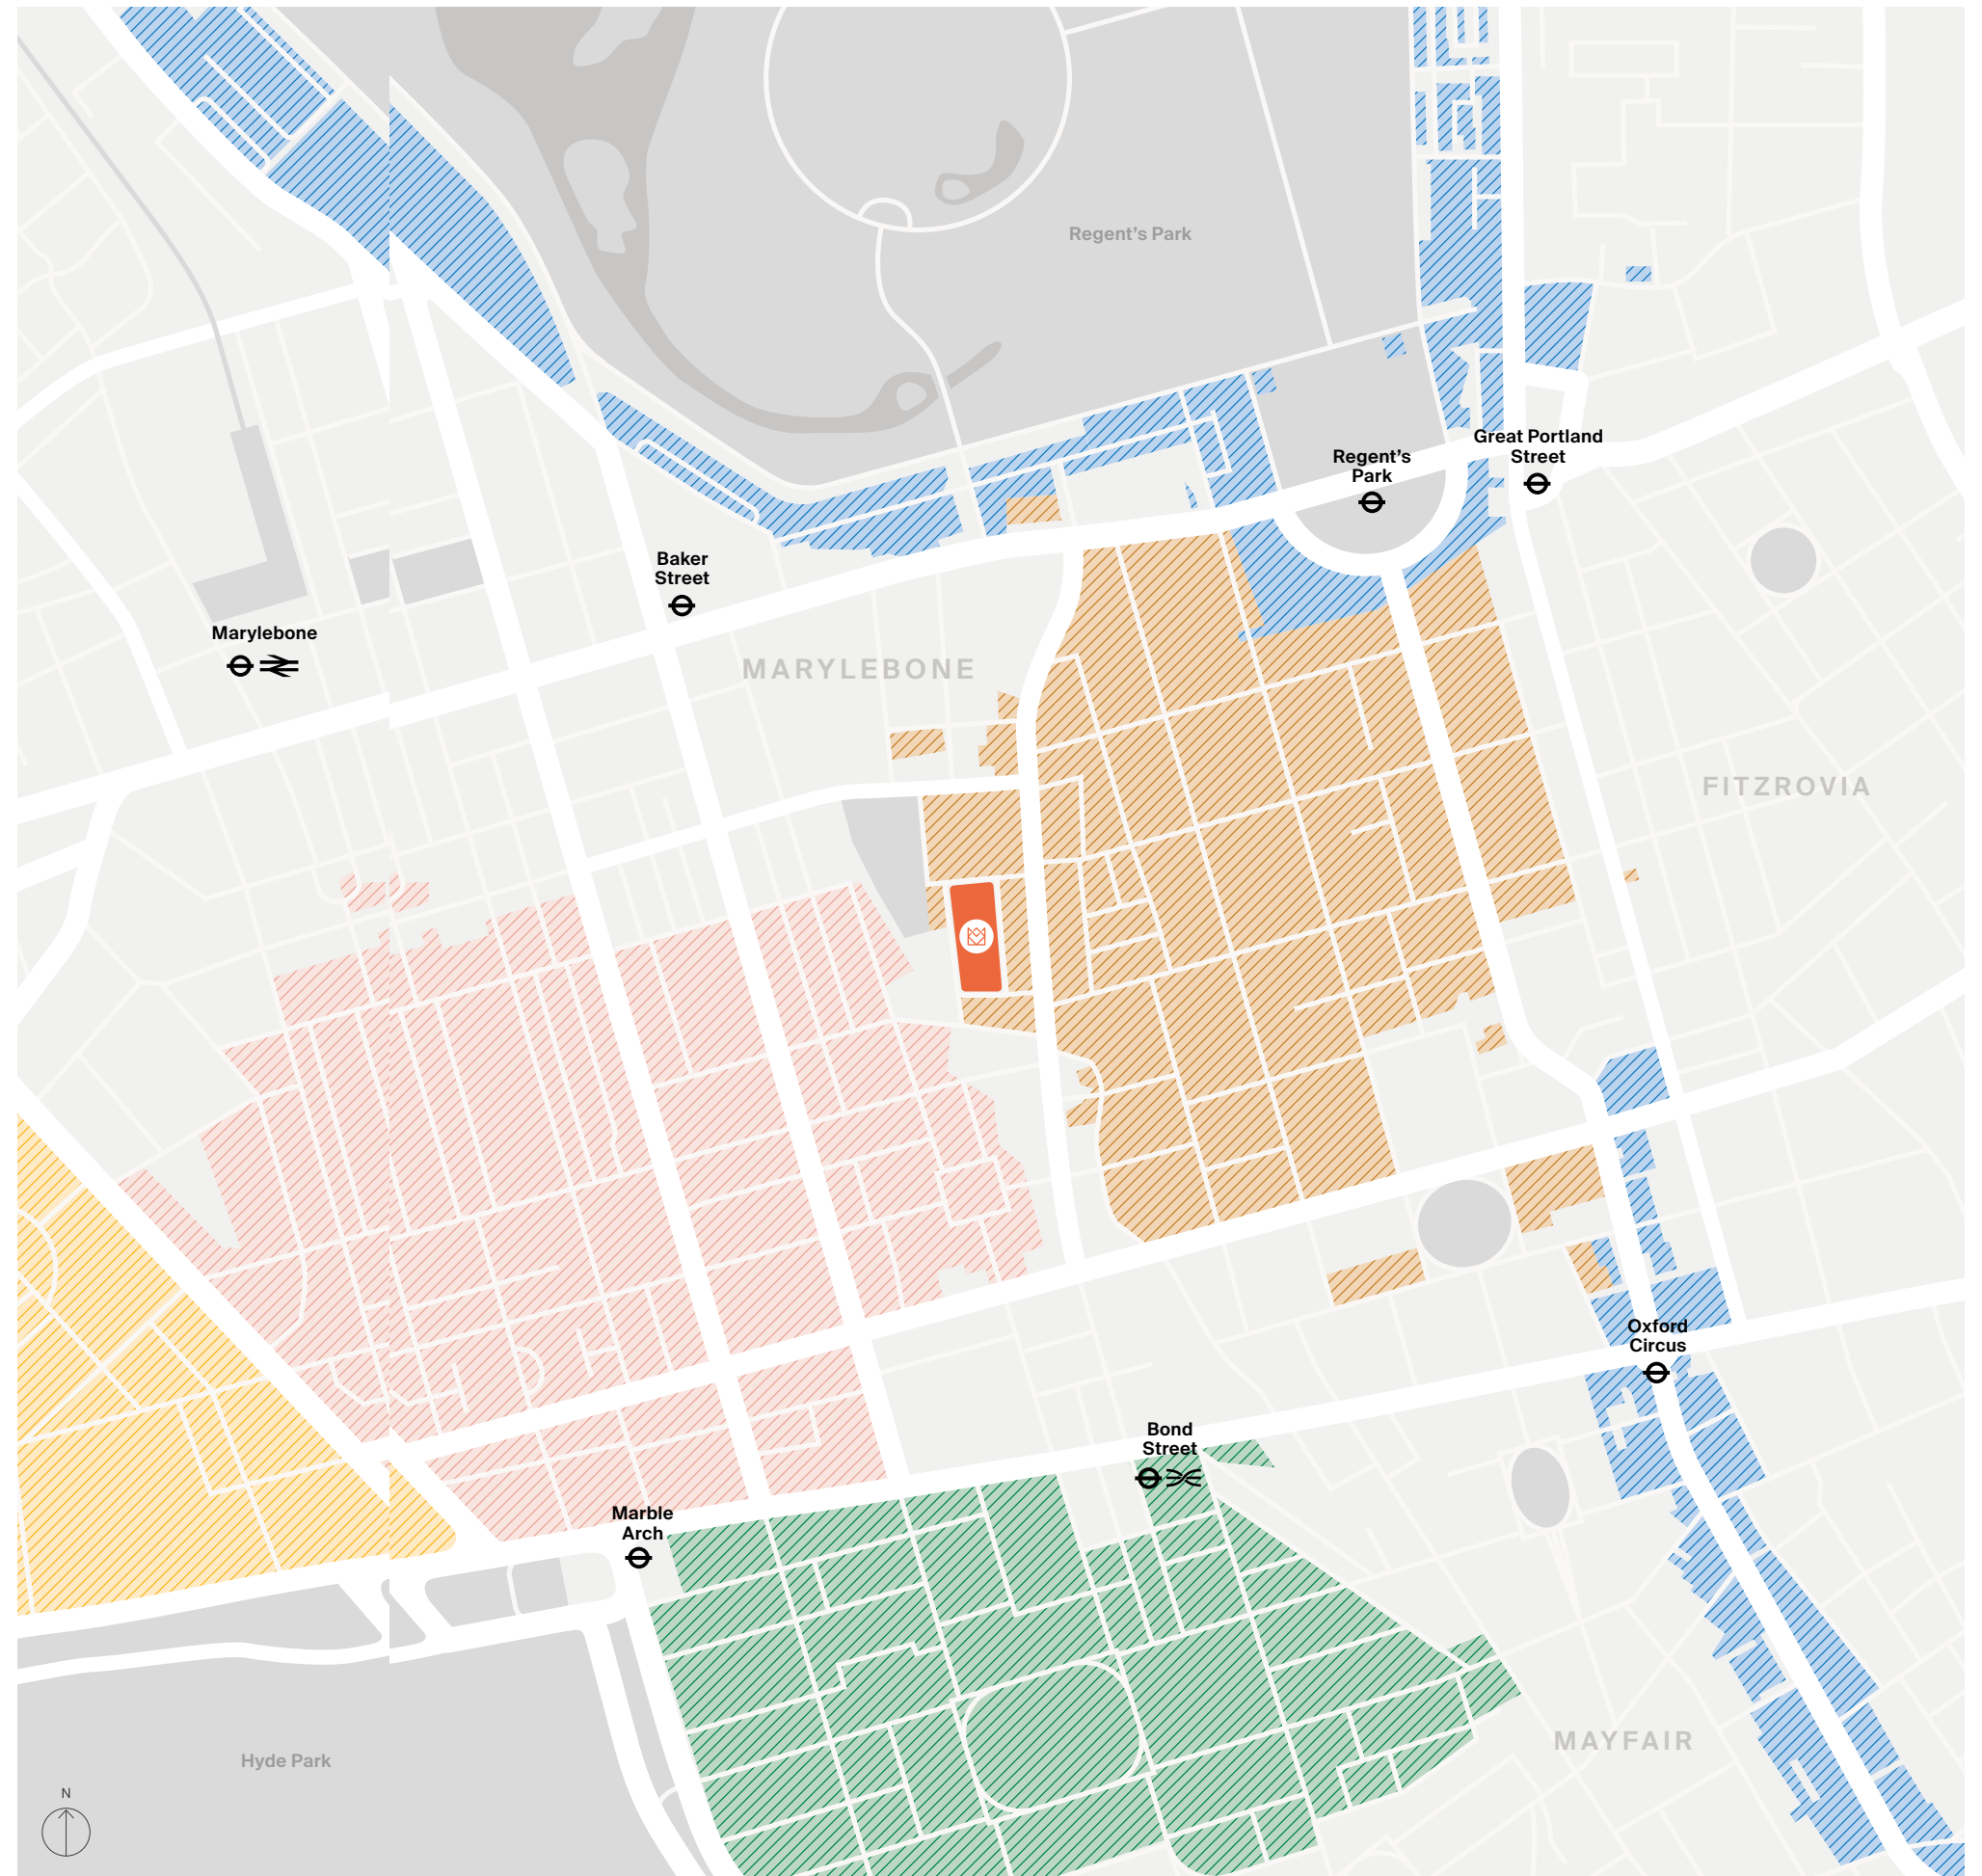 Regent's Park
Great Portland
Street
Regent's
Park
Baker
Street
Marylebone
MARYLEBONE
FITZROVIA
Oxford
Circus
Bond
Street
Marble
Arch
MAYFAIR
Hyde Park
N